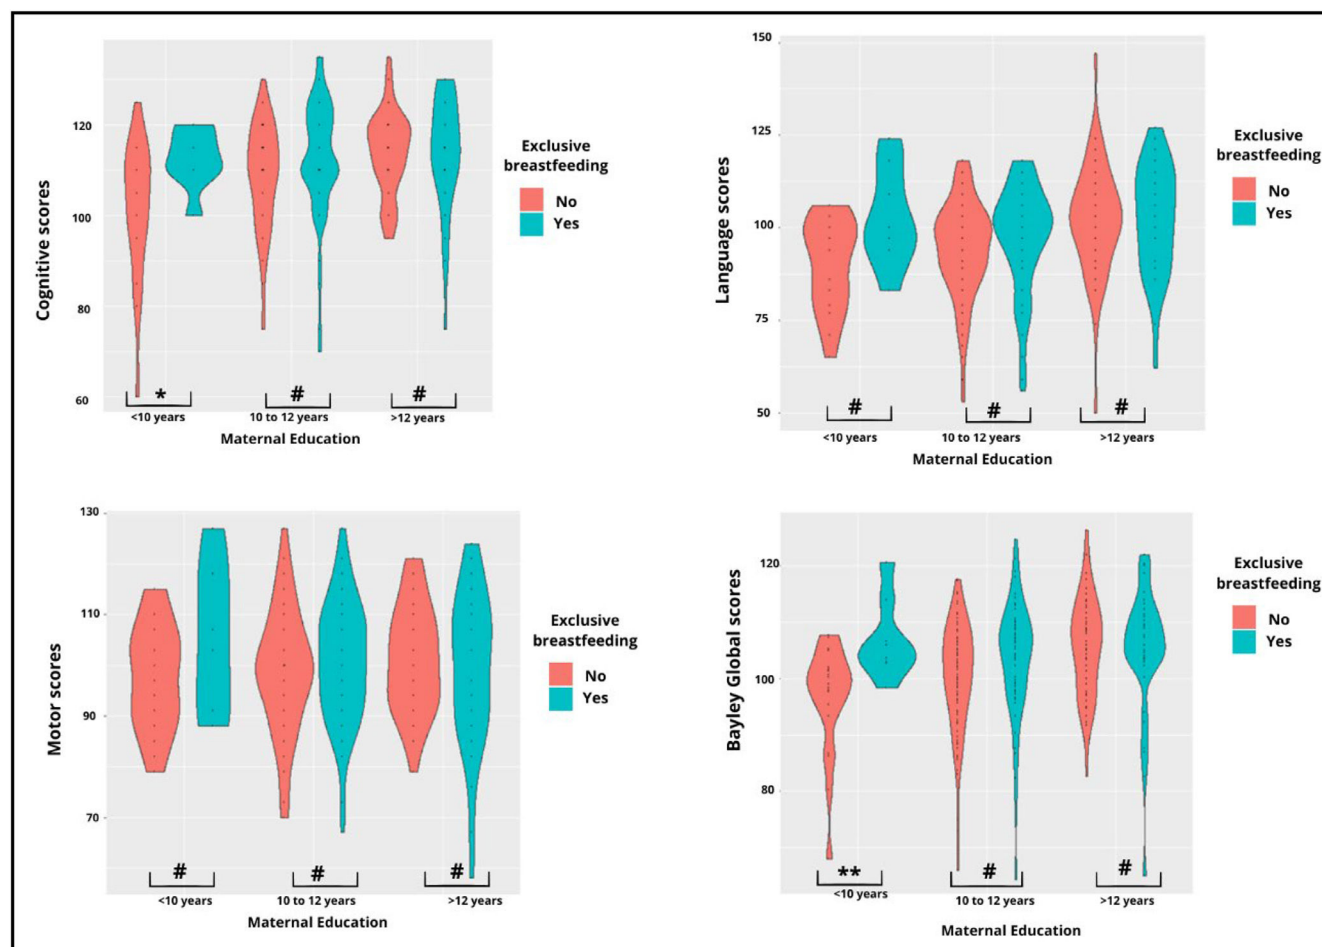 Cognitive scores
120
100
80
60
* # #
<10 years 10 to 12 years >12 years
Maternal Education
Exclusive
breastfeeding
No
Yes
Language scores
150
125
100
75
50
# # #
<10 years 10 to 12 years >12 years
Maternal Education
Exclusive
breastfeeding
No
Yes
Motor scores
130
110
90
70
# # #
<10 years 10 to 12 years >12 years
Maternal Education
Exclusive
breastfeeding
No
Yes
Bayley Global scores
120
100
80
** # #
<10 years 10 to 12 years >12 years
Maternal Education
Exclusive
breastfeeding
No
Yes